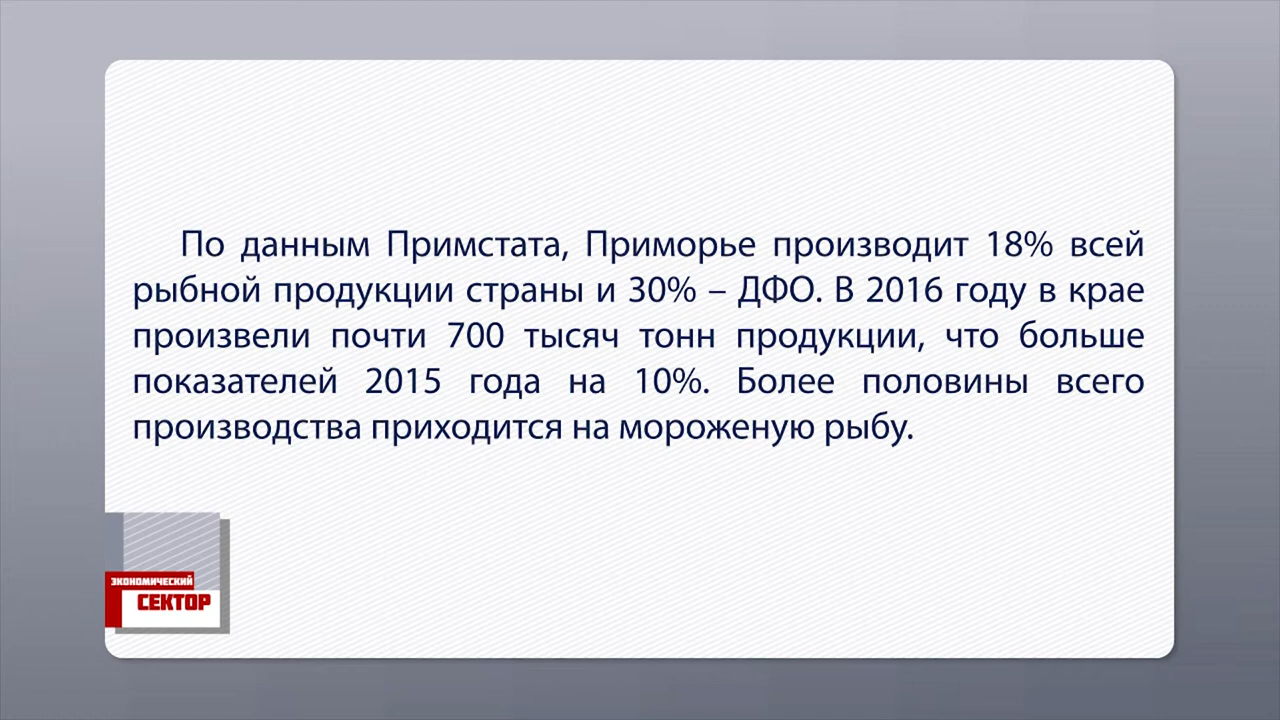 По данным Примстата, Приморье производит 18% всей
рыбной продукции страны и 30% – ДФО. В 2016 году в крае
произвели почти 700 тысяч тонн продукции, что больше
показателей 2015 года на 10%. Более половины всего
производства приходится на мороженую рыбу.
ЭКОНОМИЧЕСКИЙ
СЕКТОР